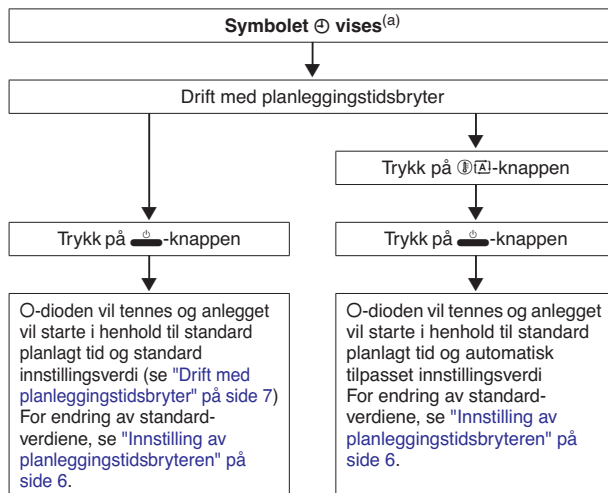 Symbolet ⏲ vises(a)
Drift med planleggingstidsbryter
Trykk på 🌡A-knappen
Trykk på ⏻-knappen
Trykk på ⏻-knappen
O-dioden vil tennes og anlegget
vil starte i henhold til standard
planlagt tid og standard
innstillingsverdi (se "Drift med
planleggingstidsbryter" på side 7)
For endring av standard-
verdiene, se "Innstilling av
planleggingstidsbryteren" på
side 6.
O-dioden vil tennes og anlegget
vil starte i henhold til standard
planlagt tid og automatisk
tilpasset innstillingsverdi
For endring av standard-
verdiene, se "Innstilling av
planleggingstidsbryteren" på
side 6.